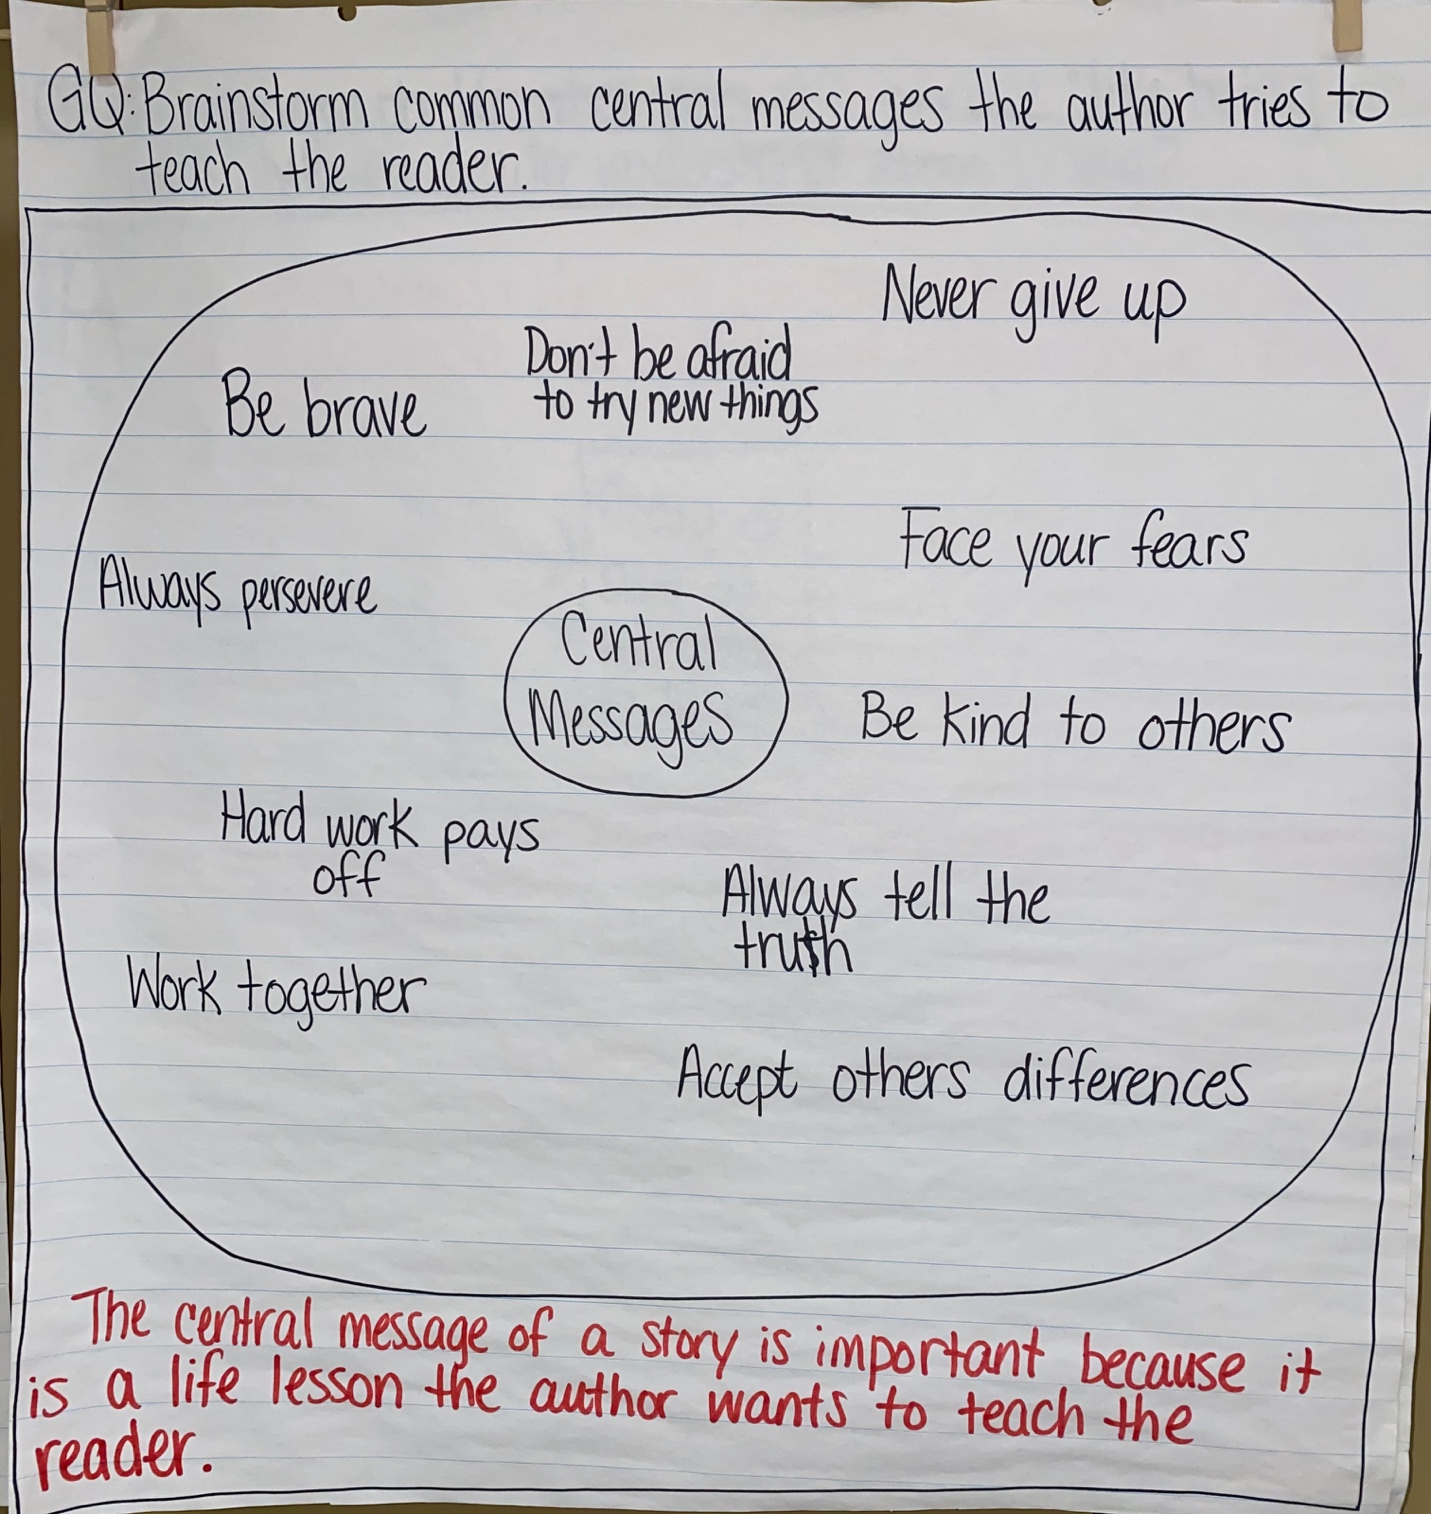 GQ: Brainstorm common central messages the author tries to
teach the reader.
Never give up
Don't be afraid
to try new things
Be brave
Face your fears
Always persevere
Central
Messages
Be kind to others
Hard work pays
off
Always tell the
truth
Work together
Accept others differences
The central message of a story is important because it
is a life lesson the author wants to teach the
reader.